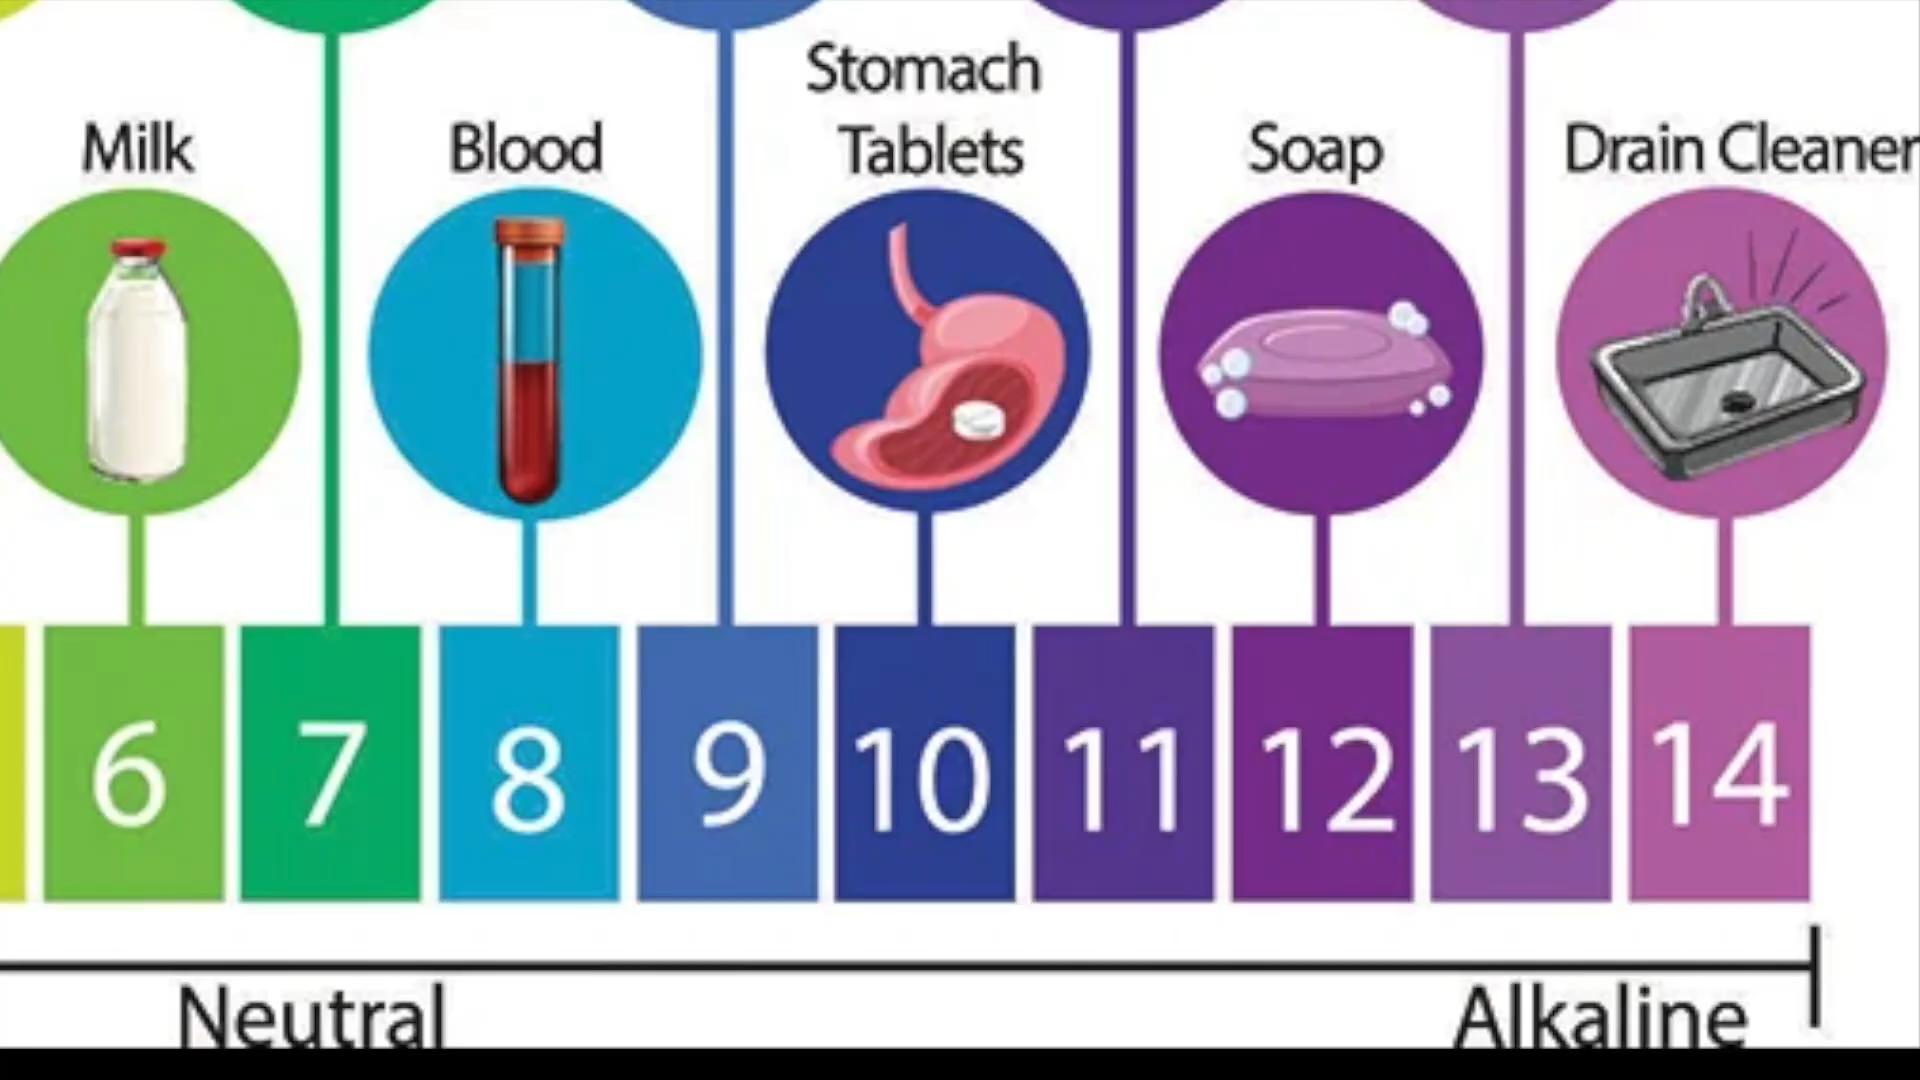 Stomach
Tablets
Milk
Blood
Soap
Drain Cleaner
6
7
8
9
10
11
12
13
14
Neutral
Alkaline